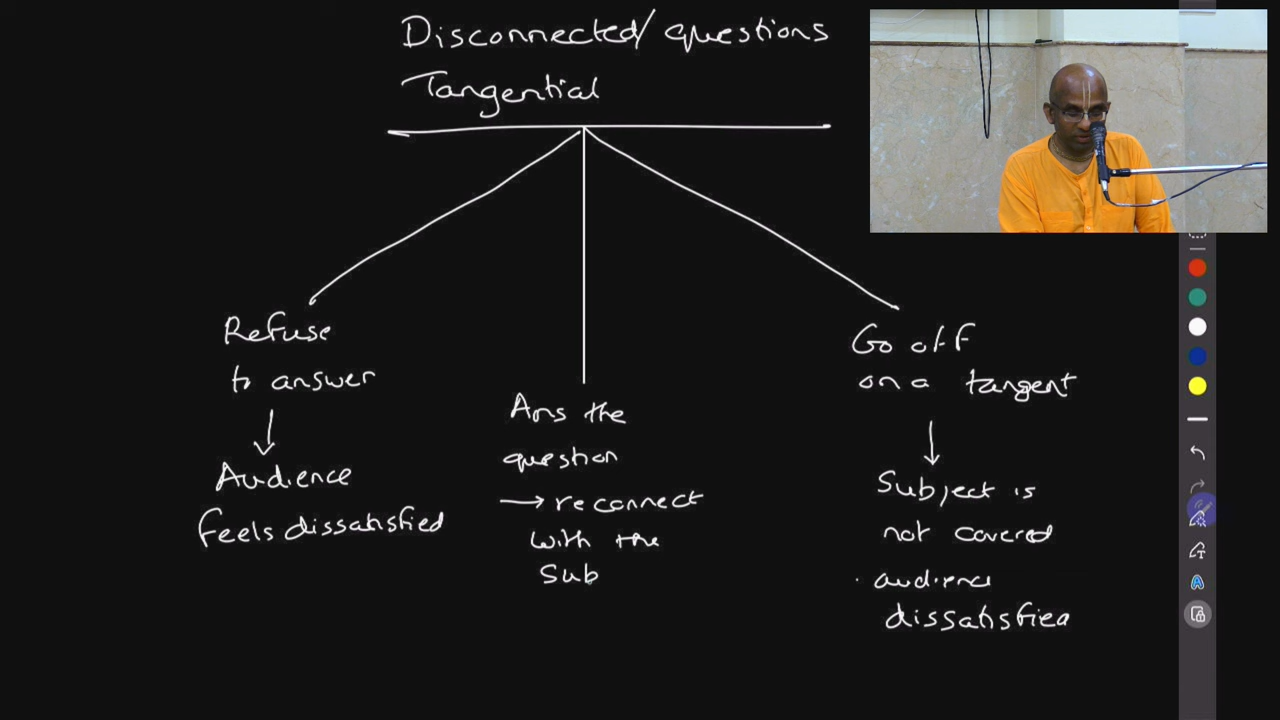 Disconnected/ questions
Tangential
Refuse
to answer
Audience
feels dissatisfied
Ans the
question
→ reconnect
with the
Sub
Go off
on a tangent
Subject is
not covered
. audience
dissatisfied